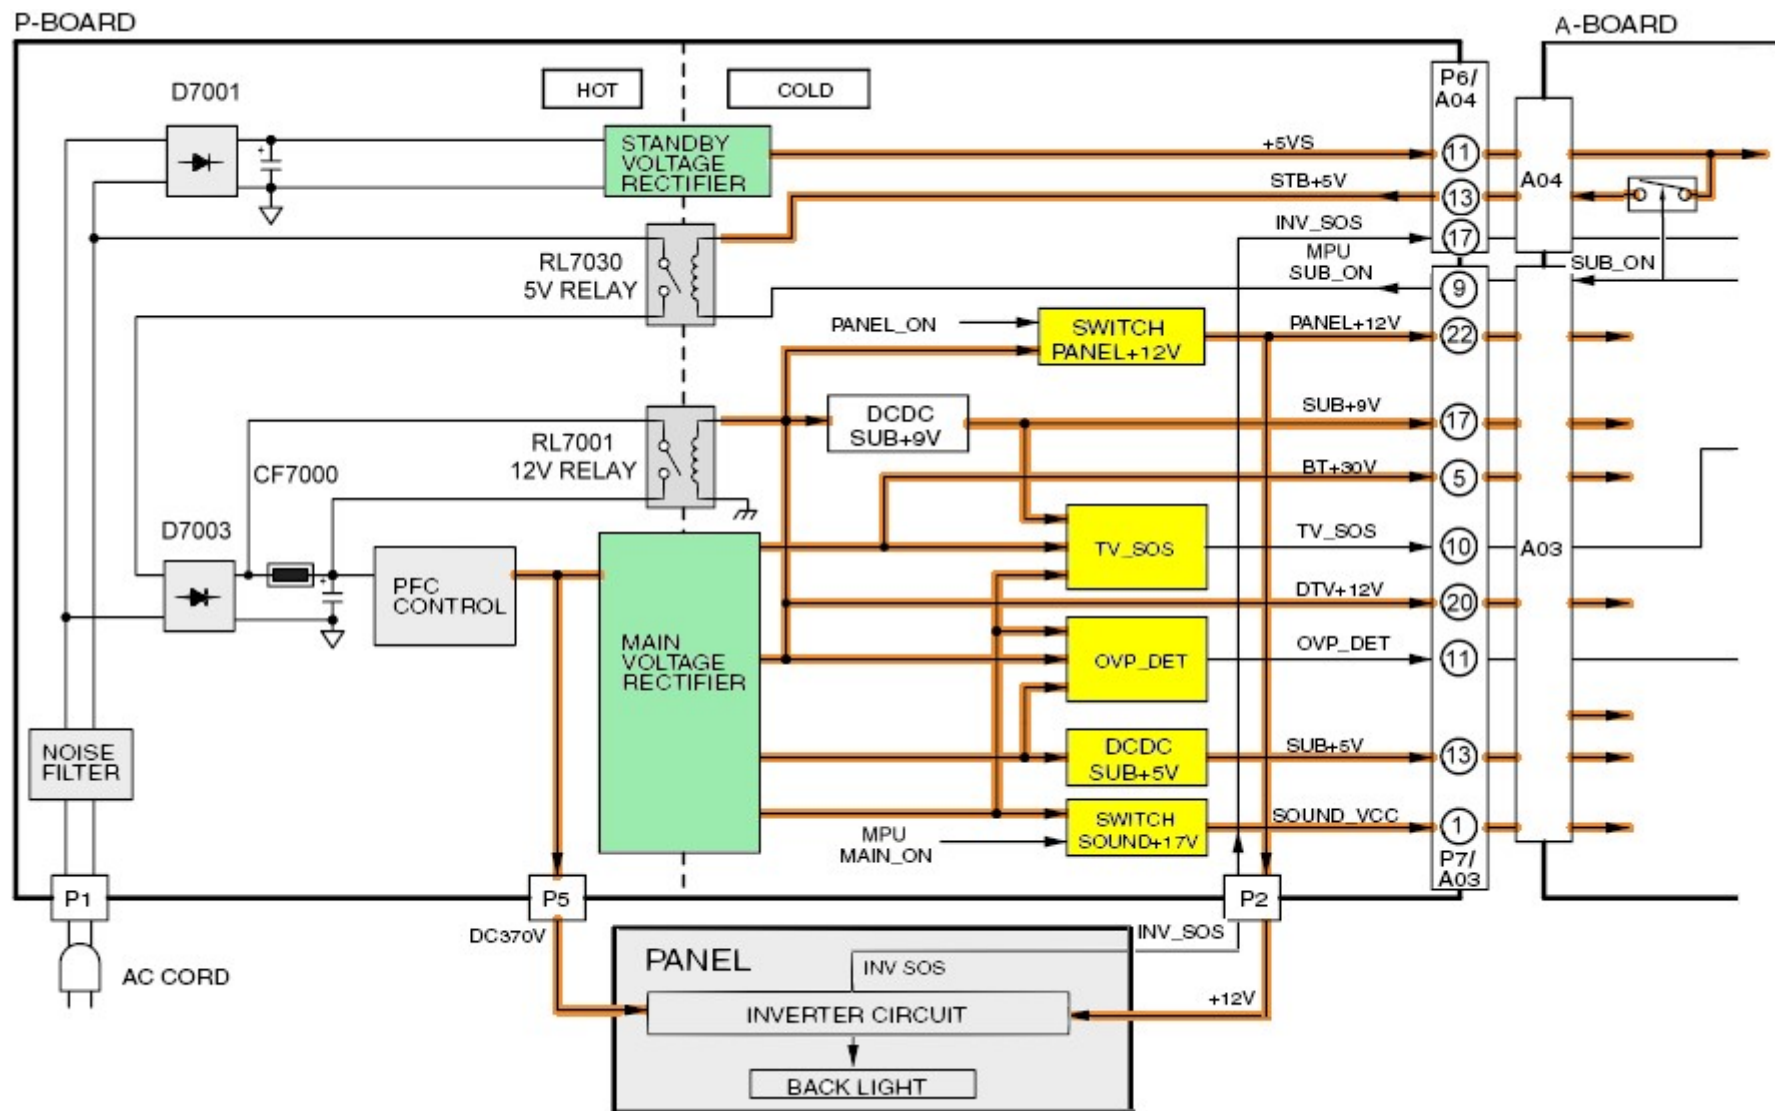 P-BOARD
A-BOARD
HOT
COLD
P6/
A04
D7001
STANDBY
VOLTAGE
RECTIFIER
+5VS
11
A04
STB+5V
13
INV_SOS
17
MPU
SUB_ON
9
SUB_ON
RL7030
5V RELAY
PANEL_ON
SWITCH
PANEL+12V
PANEL+12V
22
DCDC
SUB+9V
SUB+9V
17
RL7001
12V RELAY
CF7000
BT+30V
5
D7003
PFC
CONTROL
TV_SOS
TV_SOS
10
A03
DTV+12V
20
MAIN
VOLTAGE
RECTIFIER
OVP_DET
OVP_DET
11
NOISE
FILTER
DCDC
SUB+5V
SUB+5V
13
SWITCH
SOUND+17V
SOUND_VCC
1
MPU
MAIN_ON
P7/
A03
P1
P5
P2
DC370V
INV_SOS
AC CORD
PANEL
INV SOS
+12V
INVERTER CIRCUIT
BACK LIGHT